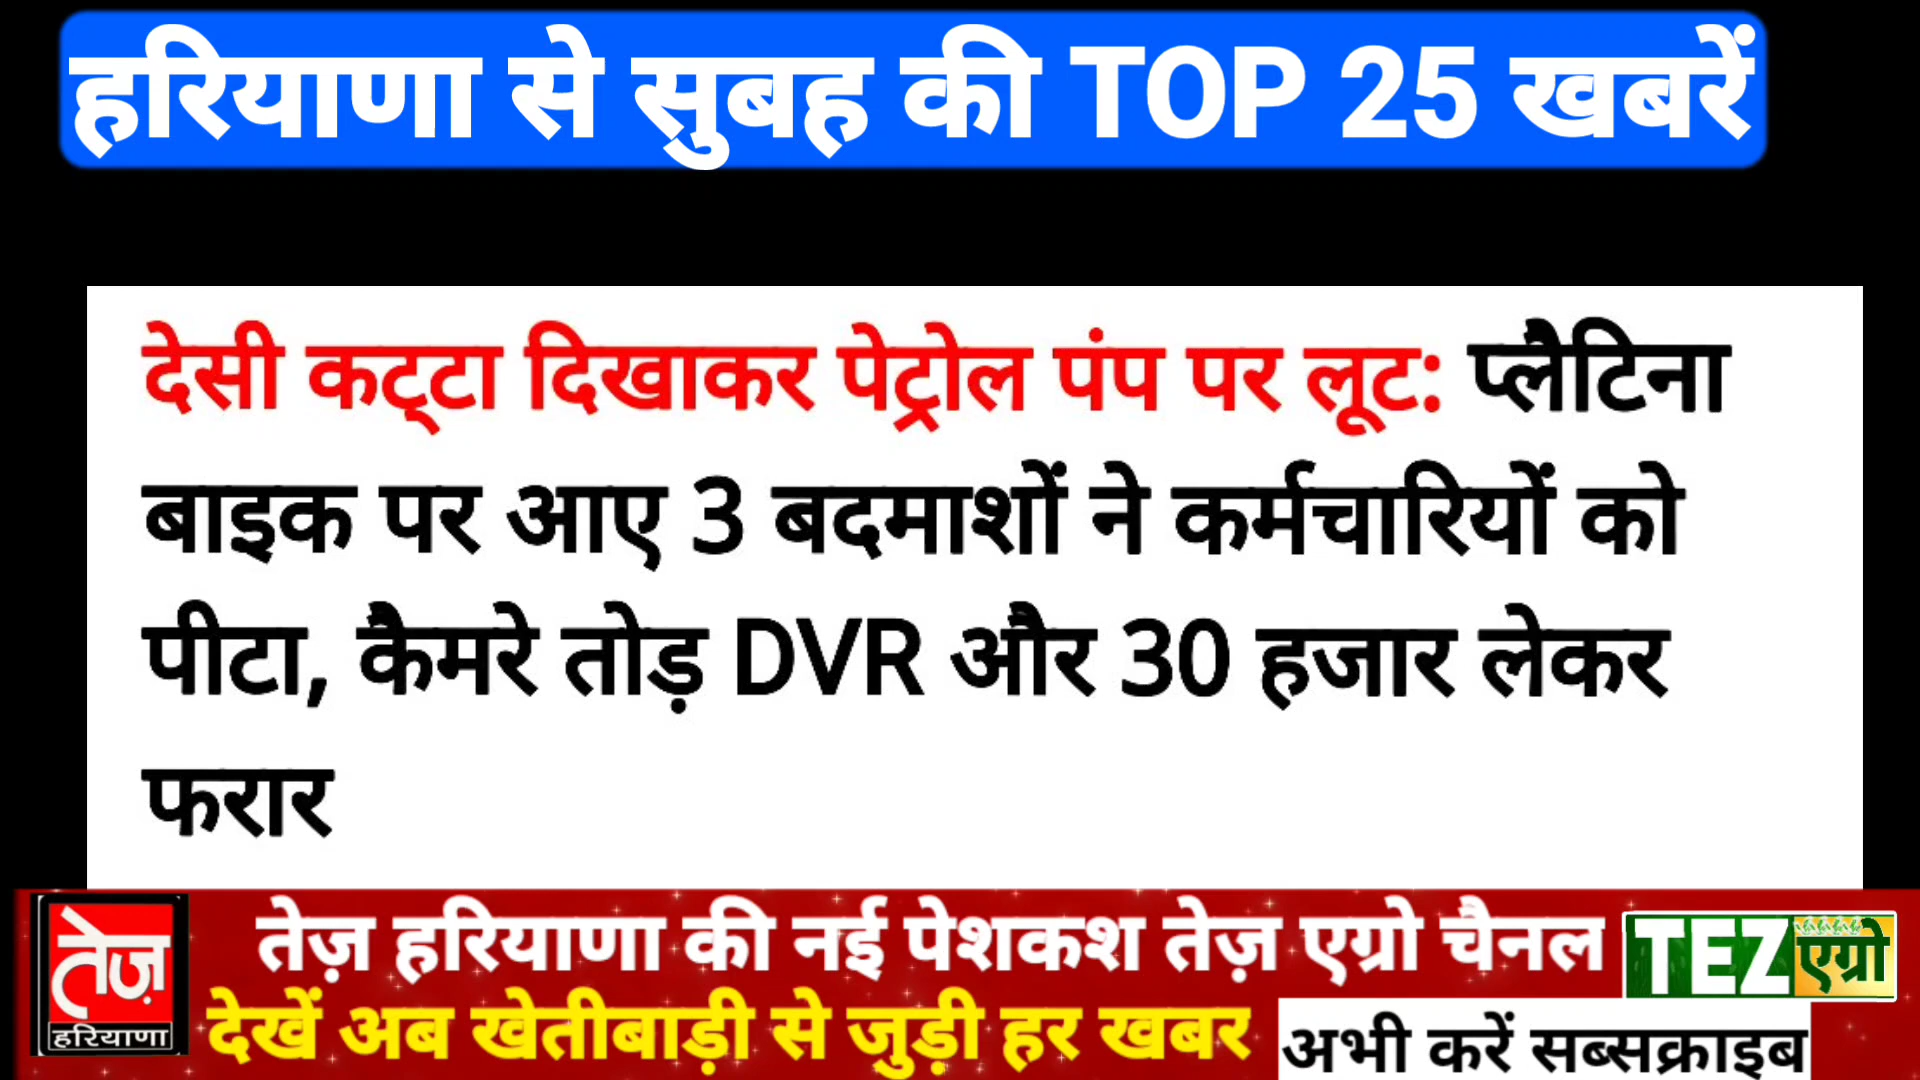 हरियाणा से सुबह की TOP 25 खबरें
देसी कट्टा दिखाकर पेट्रोल पंप पर लूट: प्लैटिना
बाइक पर आए 3 बदमाशों ने कर्मचारियों को
पीटा, कैमरे तोड़ DVR और 30 हजार लेकर
फरार
तेज़ हरियाणा
तेज़ हरियाणा की नई पेशकश तेज़ एग्रो चैनल
TEZ एग्रो
देखें अब खेतीबाड़ी से जुड़ी हर खबर
अभी करें सब्सक्राइब